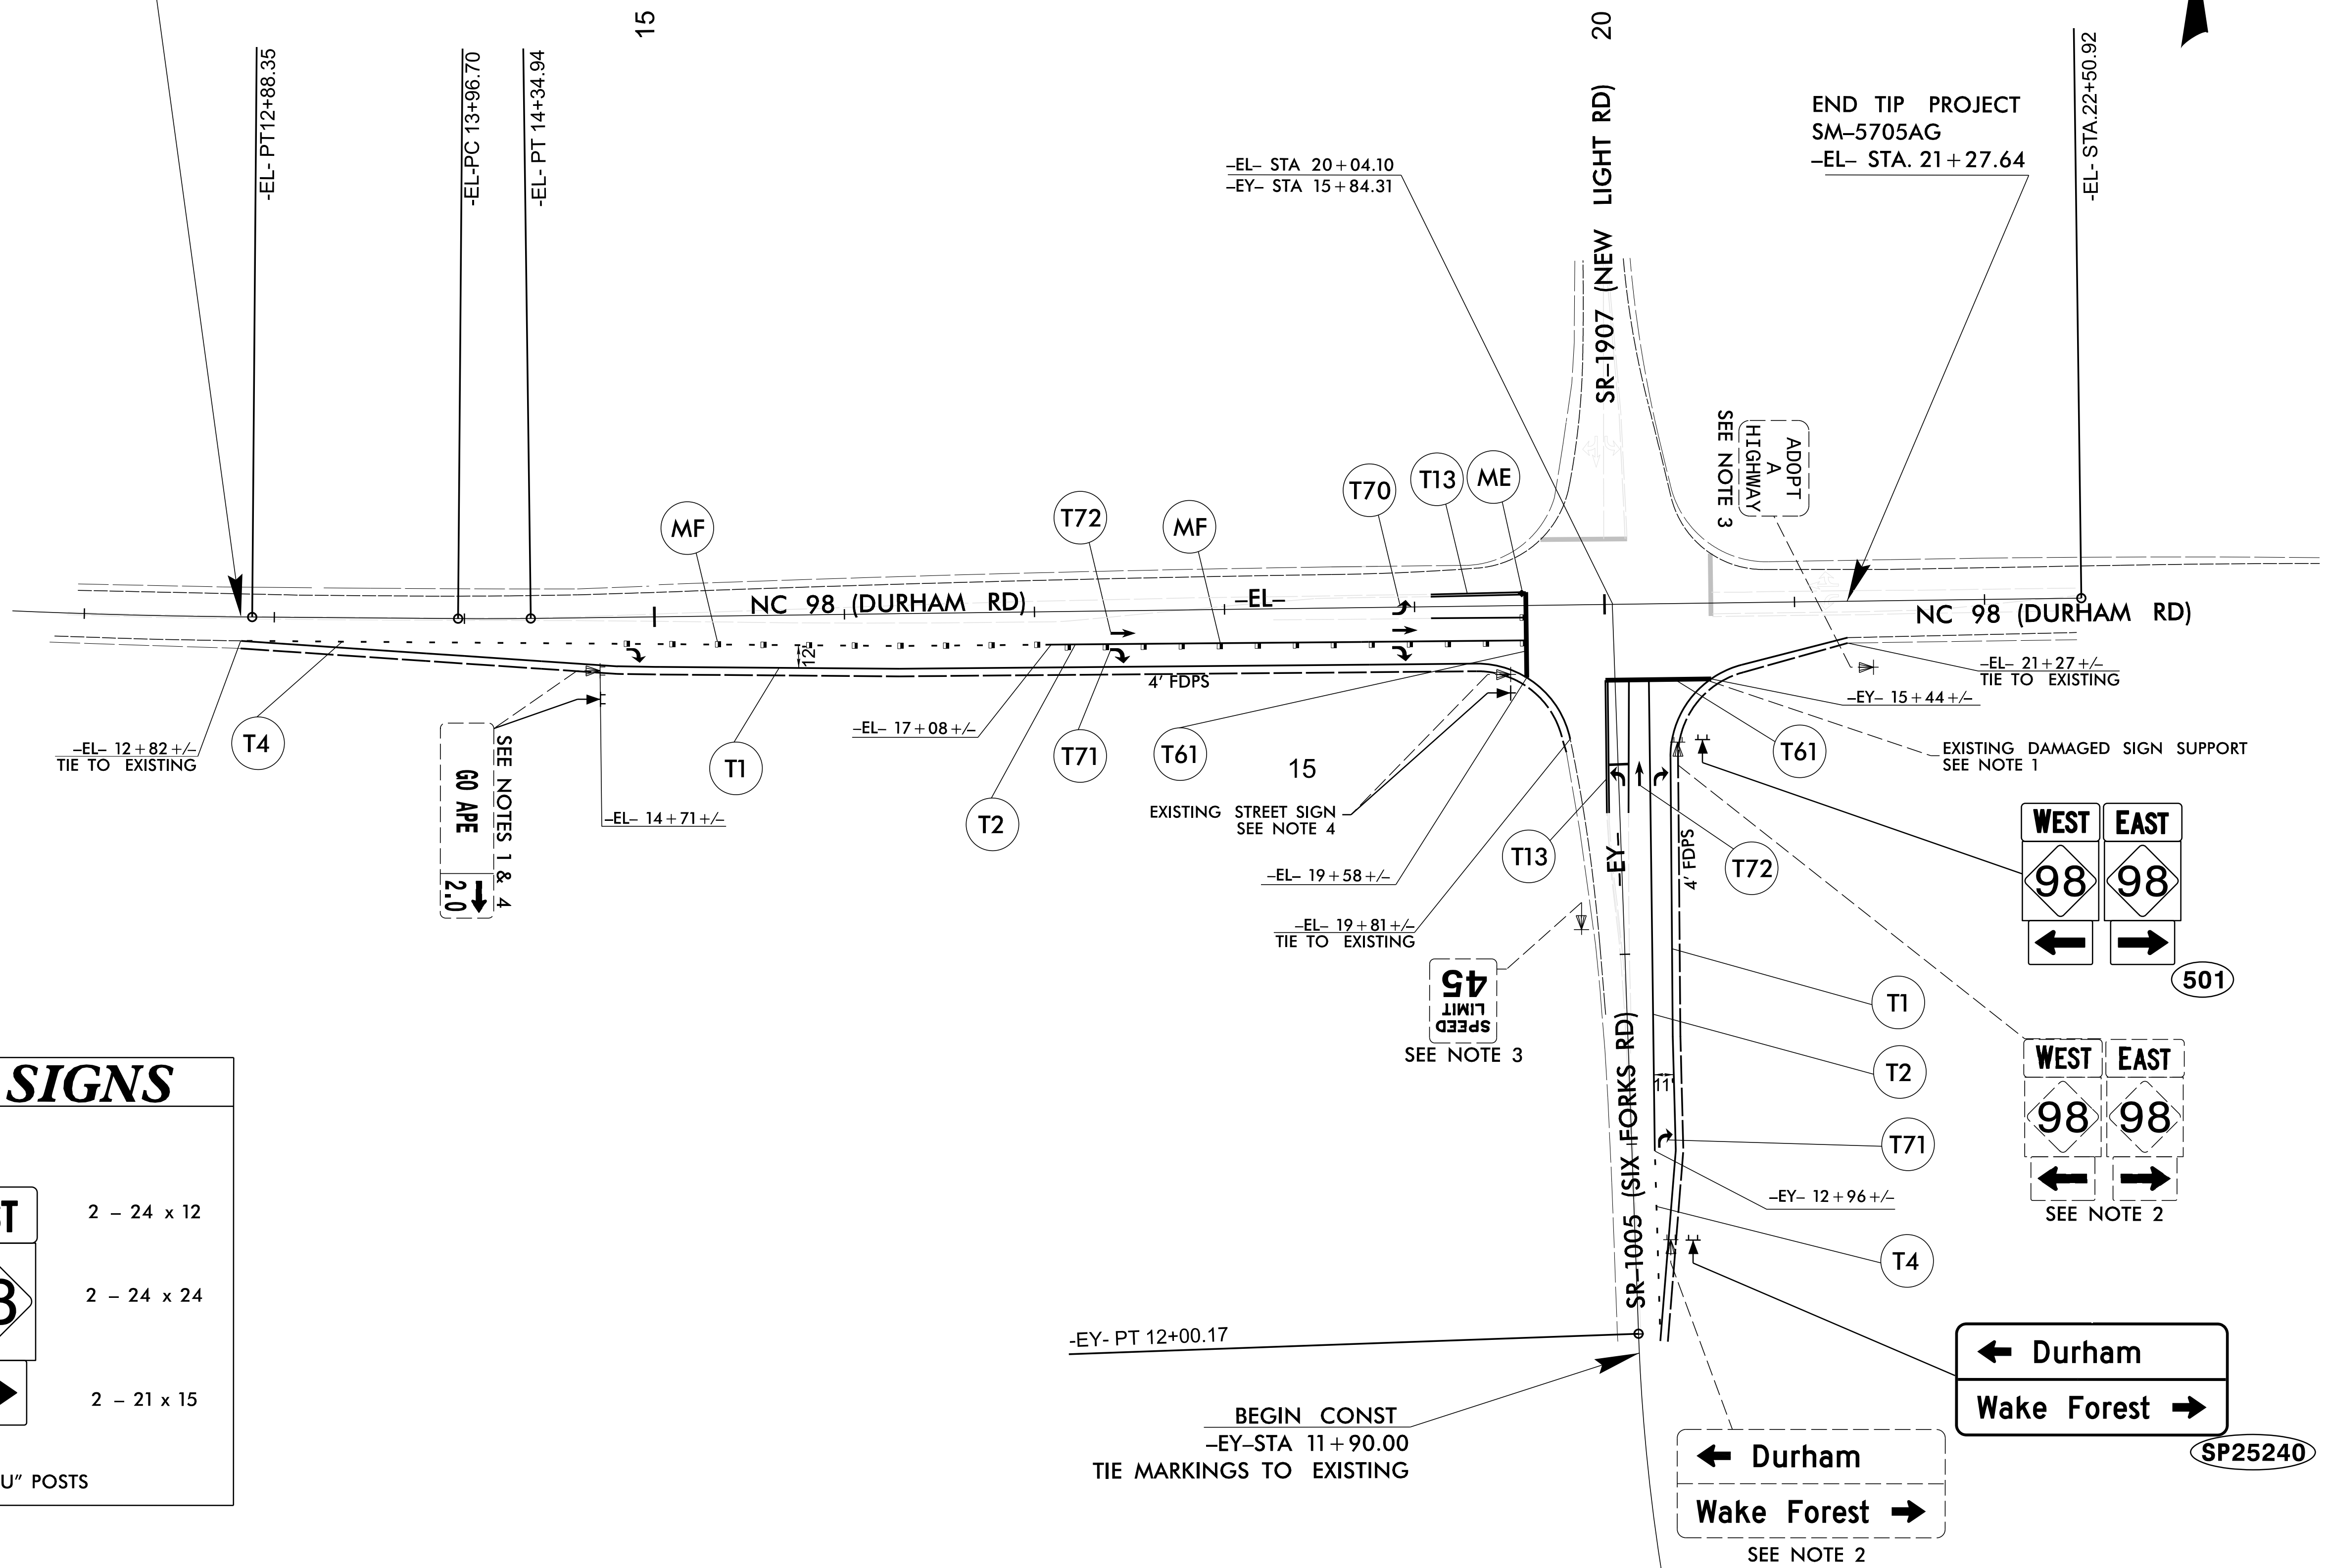 15
20
-EL- PT12+88.35
-EL-PC 13+96.70
-EL- PT 14+34.94
-EL- STA.22+50.92
SR–1907 (NEW LIGHT RD)
END TIP PROJECT
SM–5705AG
–EL– STA. 21+27.64
–EL– STA 20+04.10
–EY– STA 15+84.31
ADOPT
A
HIGHWAY
SEE NOTE 3
MF
T72
MF
T70
T13
ME
NC 98 (DURHAM RD)
–EL–
NC 98 (DURHAM RD)
12'
4' FDPS
–EL– 21+27 +/–
TIE TO EXISTING
–EY– 15+44 +/–
–EL– 12+82 +/–
TIE TO EXISTING
T4
GO APE
2.0
SEE NOTES 1 & 4
T1
–EL– 14+71 +/–
–EL– 17+08 +/–
T2
T71
T61
15
T61
EXISTING DAMAGED SIGN SUPPORT
SEE NOTE 1
EXISTING STREET SIGN
SEE NOTE 4
T13
–EY–
4' FDPS
T72
–EL– 19+58 +/–
–EL– 19+81 +/–
TIE TO EXISTING
WEST EAST
98 98
501
SPEED
LIMIT
45
SEE NOTE 3
T1
T2
11'
SR–1005 (SIX FORKS RD)
T71
–EY– 12+96 +/–
T4
WEST EAST
98 98
SEE NOTE 2
SIGNS
2 – 24 x 12
2 – 24 x 24
2 – 21 x 15
U" POSTS
-EY- PT 12+00.17
BEGIN CONST
–EY–STA 11+90.00
TIE MARKINGS TO EXISTING
Durham
Wake Forest
SP25240
Durham
Wake Forest
SEE NOTE 2